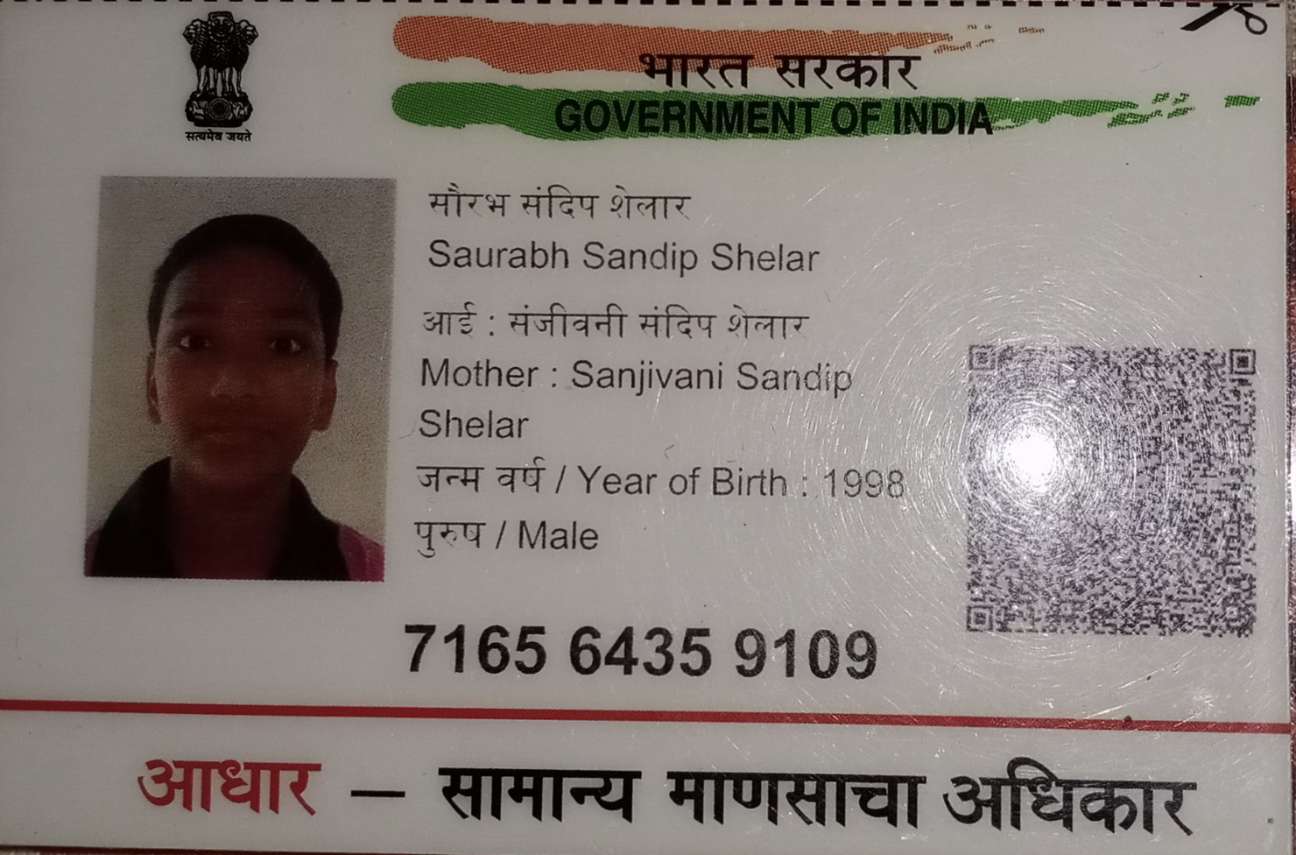 सत्यमेव जयते
भारत सरकार
GOVERNMENT OF INDIA
सौरभ संदिप शेलार
Saurabh Sandip Shelar
आई : संजीवनी संदिप शेलार
Mother : Sanjivani Sandip
Shelar
जन्म वर्ष / Year of Birth : 1998
पुरुष / Male
7165 6435 9109
आधार – सामान्य माणसाचा अधिकार